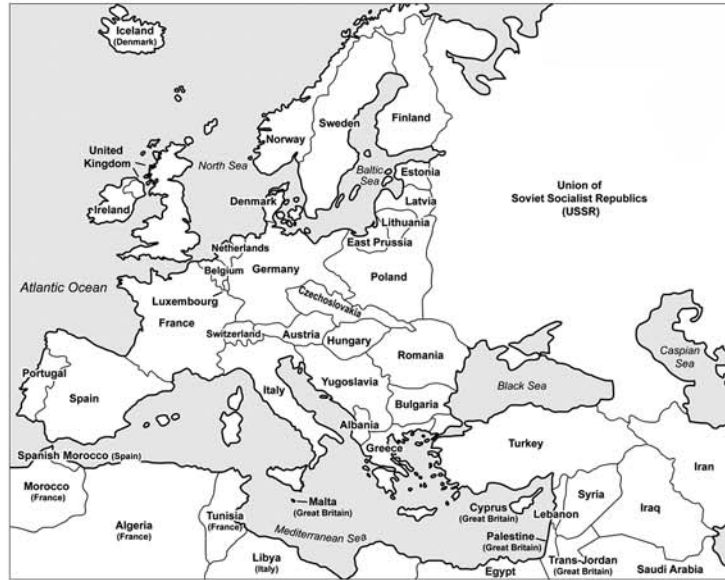 Iceland
(Denmark)
Norway
Sweden
Finland
United
Kingdom
North Sea
Baltic
Sea
Estonia
Latvia
Lithuania
East Prussia
Ireland
Denmark
Union of
Soviet Socialist Republics
(USSR)
Netherlands
Belgium
Germany
Poland
Atlantic Ocean
Luxembourg
France
Czechoslovakia
Switzerland
Austria
Hungary
Romania
Caspian
Sea
Portugal
Spain
Italy
Yugoslavia
Black Sea
Bulgaria
Albania
Greece
Turkey
Iran
Spanish Morocco (Spain)
Morocco
(France)
Algeria
(France)
Tunisia
(France)
Malta
(Great Britain)
Cyprus
(Great Britain)
Lebanon
Syria
Iraq
Mediterranean Sea
Palestine
(Great Britain)
Libya
(Italy)
Egypt
Trans-Jordan
(Great Britain)
Saudi Arabia